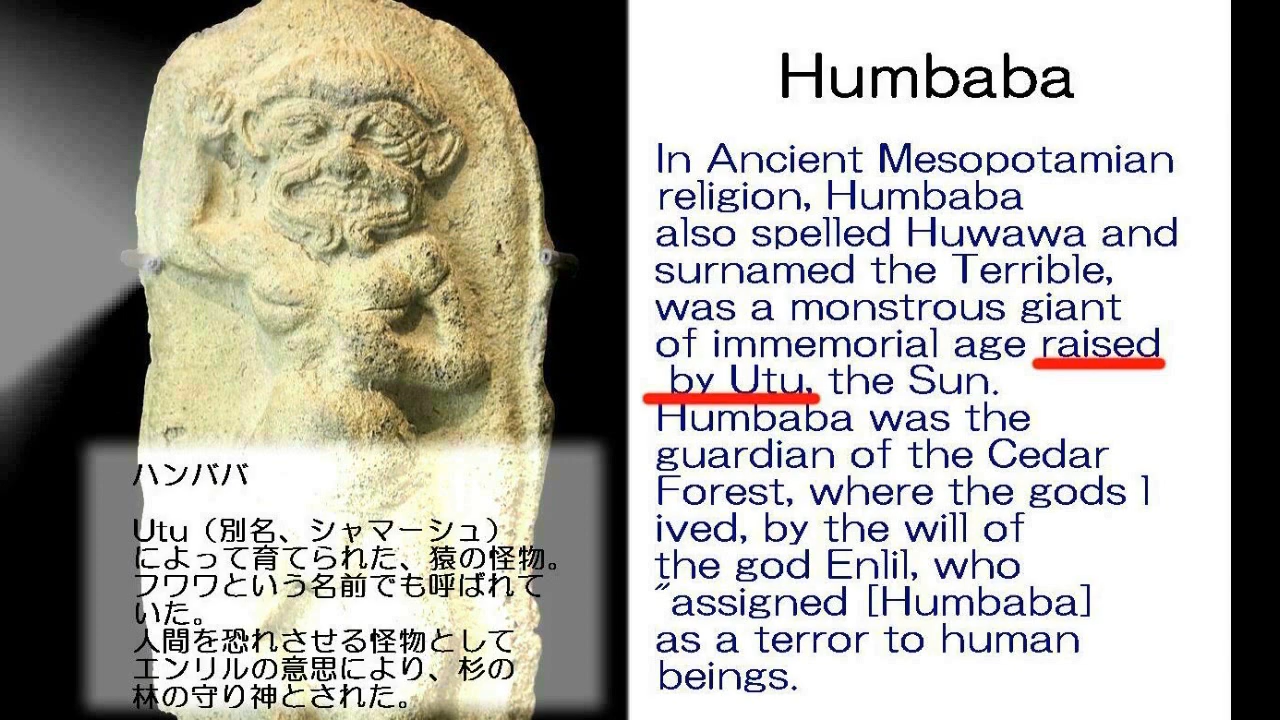 Humbaba
In Ancient Mesopotamian
religion, Humbaba
also spelled Huwawa and
surnamed the Terrible,
was a monstrous giant
of immemorial age raised
by Utu, the Sun.
Humbaba was the
guardian of the Cedar
Forest, where the gods l
ived, by the will of
the god Enlil, who
"assigned [Humbaba]
as a terror to human
beings.
ハンババ
Utu（別名、シャマーシュ）
によって育てられた、猿の怪物。
フワワという名前でも呼ばれて
いた。
人間を恐れさせる怪物として
エンリルの意思により、杉の
林の守り神とされた。